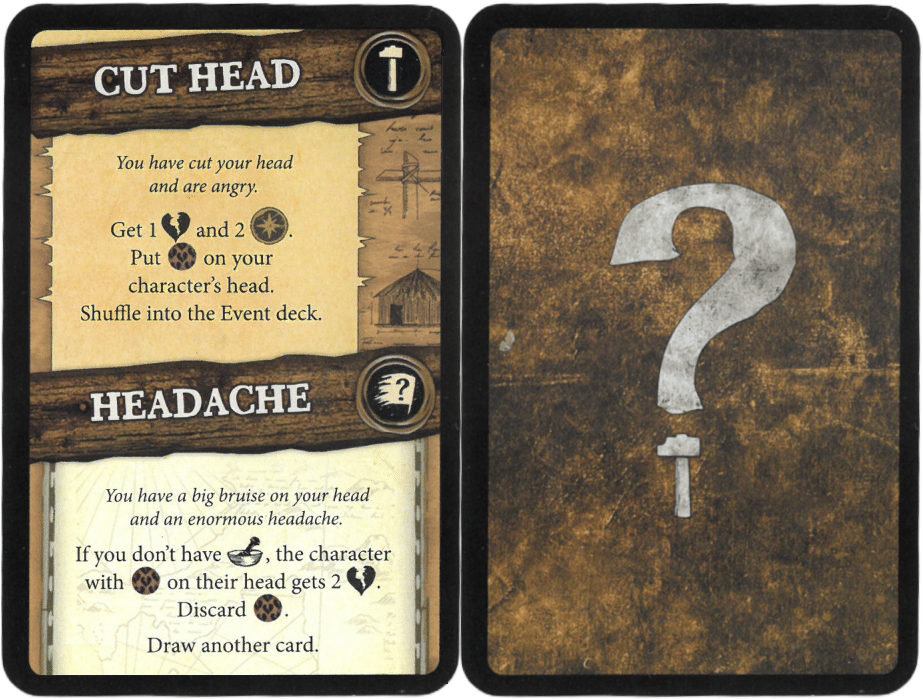 CUT HEAD
You have cut your head
and are angry.
Get 1 and 2 .
Put on your
character's head.
Shuffle into the Event deck.
HEADACHE
?
You have a big bruise on your head
and an enormous headache.
If you don't have , the character
with on their head gets 2 .
Discard .
Draw another card.
?